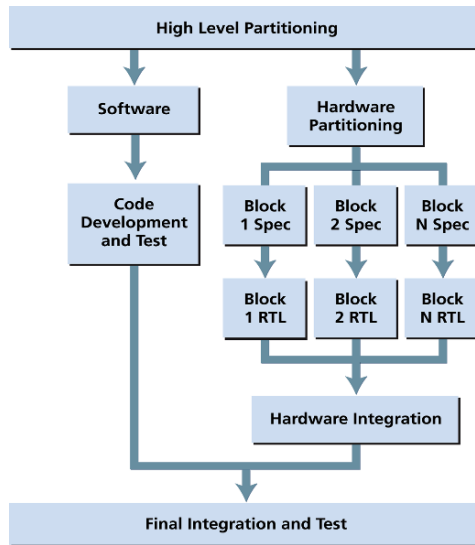 High Level Partitioning
Software
Hardware
Partitioning
Code
Development
and Test
Block
1 Spec
Block
2 Spec
Block
N Spec
Block
1 RTL
Block
2 RTL
Block
N RTL
Hardware Integration
Final Integration and Test